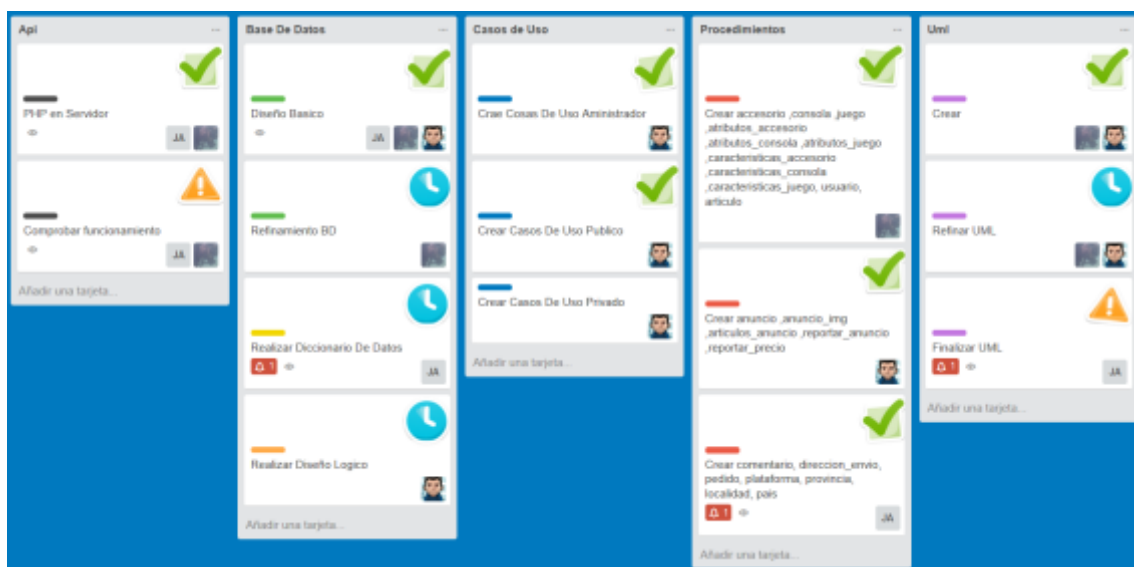 Api
PHP en Servidor
JA
Comprobar funcionamiento
JA
Añadir una tarjeta...
Base De Datos
Diseño Basico
JA
Refinamiento BD
Realizar Diccionario De Datos
1
JA
Realizar Diseño Logico
Añadir una tarjeta...
Casos de Uso
Crae Cosas De Uso Aministrador
Crear Casos De Uso Publico
Crear Casos De Uso Privado
Añadir una tarjeta...
Procedimientos
Crear accesorio ,consola ,juego
,atributos_accesorio
,atributos_consola ,atributos_juego
,caracteristicas_accesorio
,caracteristicas_consola
,caracteristicas_juego, usuario,
articulo
Crear anuncio ,anuncio_img
,articulos_anuncio ,reportar_anuncio
,reportar_precio
Crear comentario, direccion_envio,
pedido, plataforma, provincia,
localidad, pais
1
JA
Añadir una tarjeta...
Uml
Crear
Refinar UML
Finalizar UML
1
JA
Añadir una tarjeta...